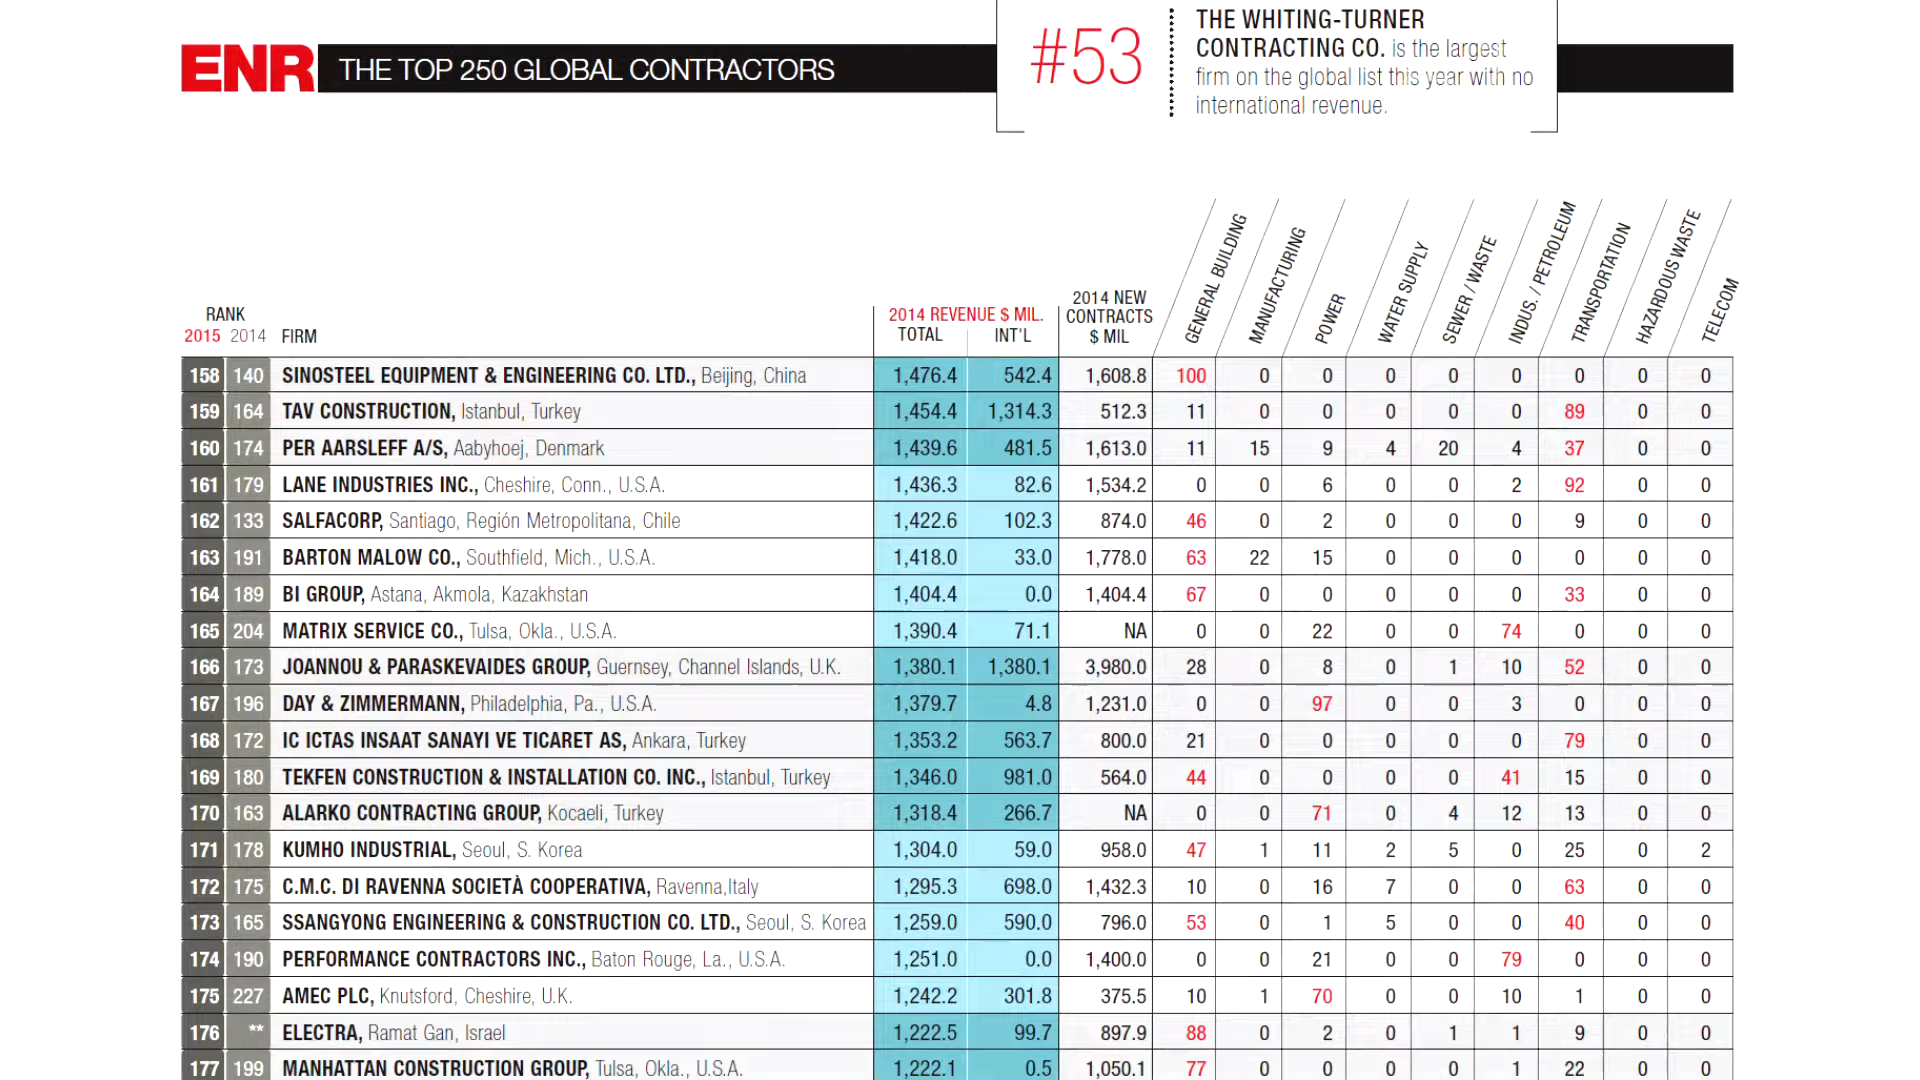 ENR THE TOP 250 GLOBAL CONTRACTORS
#53
THE WHITING-TURNER
CONTRACTING CO. is the largest
firm on the global list this year with no
international revenue.
RANK
2015 2014 FIRM
2014 REVENUE $ MIL.
TOTAL INT'L
2014 NEW
CONTRACTS
$ MIL
GENERAL BUILDING
MANUFACTURING
POWER
WATER SUPPLY
SEWER / WASTE
INDUS. / PETROLEUM
TRANSPORTATION
HAZARDOUS WASTE
TELECOM
158 140 SINOSTEEL EQUIPMENT & ENGINEERING CO. LTD., Beijing, China 1,476.4 542.4 1,608.8 100 0 0 0 0 0 0 0 0
159 164 TAV CONSTRUCTION, Istanbul, Turkey 1,454.4 1,314.3 512.3 11 0 0 0 0 0 89 0 0
160 174 PER AARSLEFF A/S, Aabyhoej, Denmark 1,439.6 481.5 1,613.0 11 15 9 4 20 4 37 0 0
161 179 LANE INDUSTRIES INC., Cheshire, Conn., U.S.A. 1,436.3 82.6 1,534.2 0 0 6 0 0 2 92 0 0
162 133 SALFACORP, Santiago, Región Metropolitana, Chile 1,422.6 102.3 874.0 46 0 2 0 0 0 9 0 0
163 191 BARTON MALOW CO., Southfield, Mich., U.S.A. 1,418.0 33.0 1,778.0 63 22 15 0 0 0 0 0 0
164 189 BI GROUP, Astana, Akmola, Kazakhstan 1,404.4 0.0 1,404.4 67 0 0 0 0 0 33 0 0
165 204 MATRIX SERVICE CO., Tulsa, Okla., U.S.A. 1,390.4 71.1 NA 0 0 22 0 0 74 0 0 0
166 173 JOANNOU & PARASKEVAIDES GROUP, Guernsey, Channel Islands, U.K. 1,380.1 1,380.1 3,980.0 28 0 8 0 1 10 52 0 0
167 196 DAY & ZIMMERMANN, Philadelphia, Pa., U.S.A. 1,379.7 4.8 1,231.0 0 0 97 0 0 3 0 0 0
168 172 IC ICTAS INSAAT SANAYI VE TICARET AS, Ankara, Turkey 1,353.2 563.7 800.0 21 0 0 0 0 0 79 0 0
169 180 TEKFEN CONSTRUCTION & INSTALLATION CO. INC., Istanbul, Turkey 1,346.0 981.0 564.0 44 0 0 0 0 41 15 0 0
170 163 ALARKO CONTRACTING GROUP, Kocaeli, Turkey 1,318.4 266.7 NA 0 0 71 0 4 12 13 0 0
171 178 KUMHO INDUSTRIAL, Seoul, S. Korea 1,304.0 59.0 958.0 47 1 11 2 5 0 25 0 2
172 175 C.M.C. DI RAVENNA SOCIETÀ COOPERATIVA, Ravenna,Italy 1,295.3 698.0 1,432.3 10 0 16 7 0 0 63 0 0
173 165 SSANGYONG ENGINEERING & CONSTRUCTION CO. LTD., Seoul, S. Korea 1,259.0 590.0 796.0 53 0 1 5 0 0 40 0 0
174 190 PERFORMANCE CONTRACTORS INC., Baton Rouge, La., U.S.A. 1,251.0 0.0 1,400.0 0 0 21 0 0 79 0 0 0
175 227 AMEC PLC, Knutsford, Cheshire, U.K. 1,242.2 301.8 375.5 10 1 70 0 0 10 1 0 0
176 ** ELECTRA, Ramat Gan, Israel 1,222.5 99.7 897.9 88 0 2 0 1 1 9 0 0
177 199 MANHATTAN CONSTRUCTION GROUP, Tulsa, Okla., U.S.A. 1,222.1 0.5 1,050.1 77 0 0 0 0 1 22 0 0